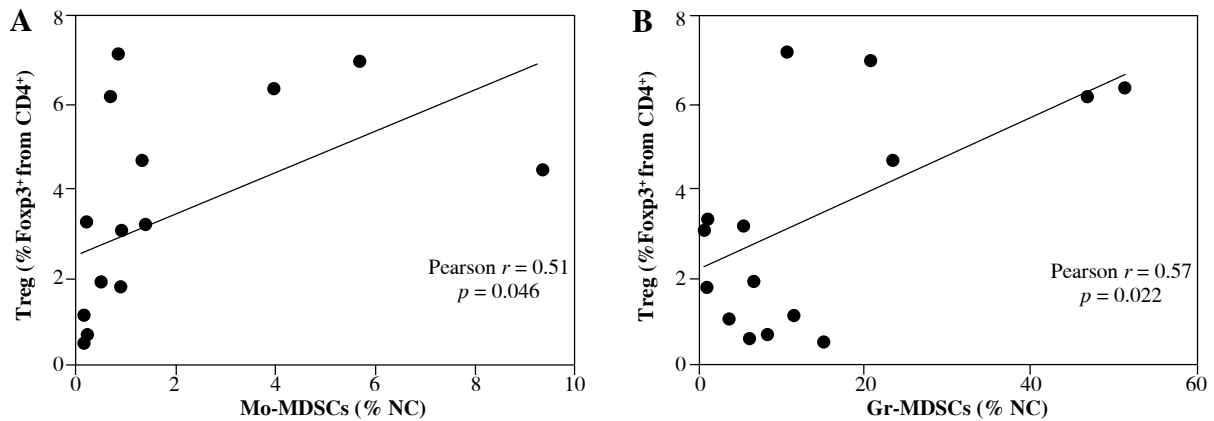 A
8
6
4
2
0
Treg (%Foxp3⁺ from CD4⁺)
Pearson r = 0.51
p = 0.046
0 2 4 6 8 10
Mo-MDSCs (% NC)
B
8
6
4
2
0
Treg (%Foxp3⁺ from CD4⁺)
Pearson r = 0.57
p = 0.022
0 20 40 60
Gr-MDSCs (% NC)